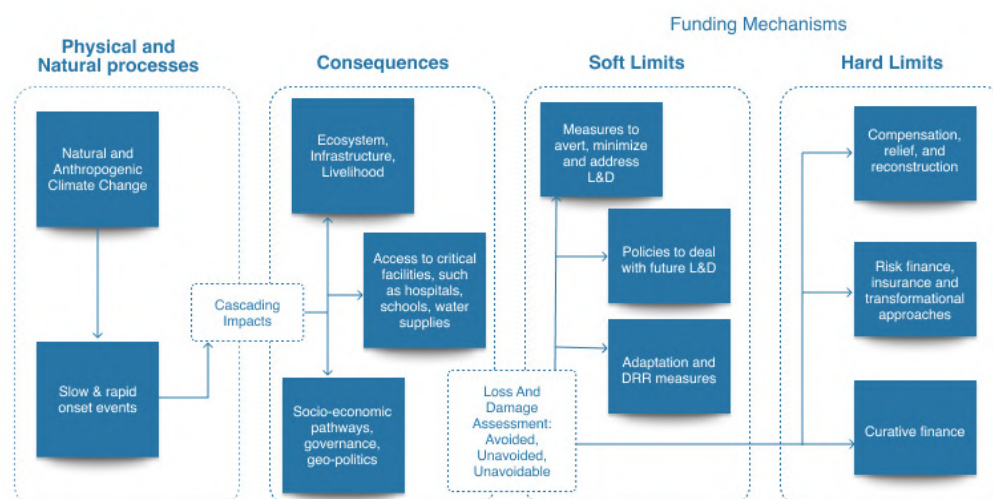 Funding Mechanisms
Physical and
Natural processes
Consequences
Soft Limits
Hard Limits
Natural and
Anthropogenic
Climate Change
Slow & rapid
onset events
Cascading
Impacts
Ecosystem,
Infrastructure,
Livelihood
Access to critical
facilities, such
as hospitals,
schools, water
supplies
Socio-economic
pathways,
governance,
geo-politics
Loss And
Damage
Assessment:
Avoided,
Unavoided,
Unavoidable
Measures to
avert, minimize
and address
L&D
Policies to deal
with future L&D
Adaptation and
DRR measures
Compensation,
relief, and
reconstruction
Risk finance,
insurance and
transformational
approaches
Curative finance